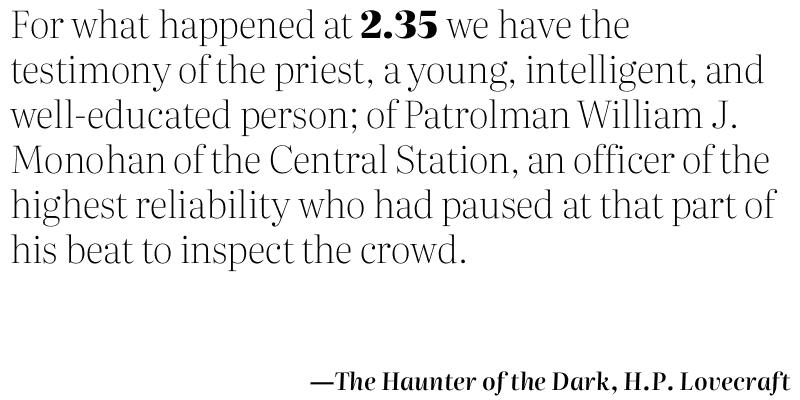 For what happened at 2.35 we have the
testimony of the priest, a young, intelligent, and
well-educated person; of Patrolman William J.
Monohan of the Central Station, an officer of the
highest reliability who had paused at that part of
his beat to inspect the crowd.
—The Haunter of the Dark, H.P. Lovecraft